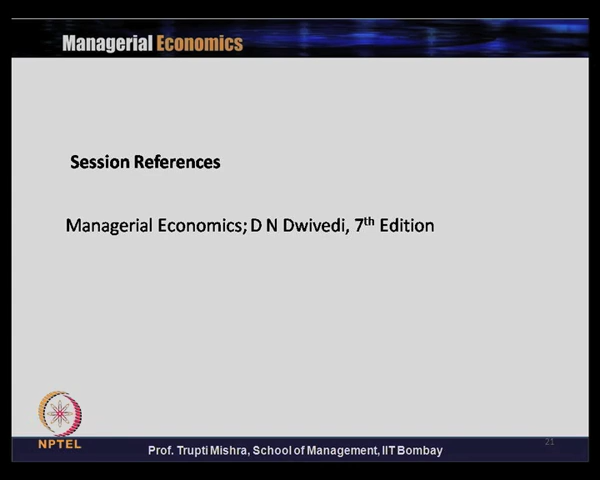 Managerial Economics
Session References
Managerial Economics; D N Dwivedi, 7th Edition
NPTEL
Prof. Trupti Mishra, School of Management, IIT Bombay
21